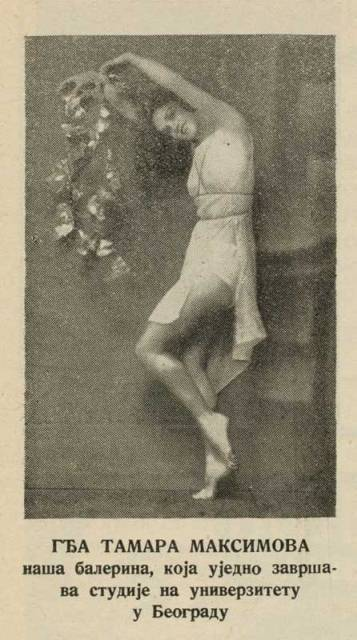 ГЂА ТАМАРА МАКСИМОВА
наша балерина, која уједно заврша-
ва студије на универзитету
у Београду